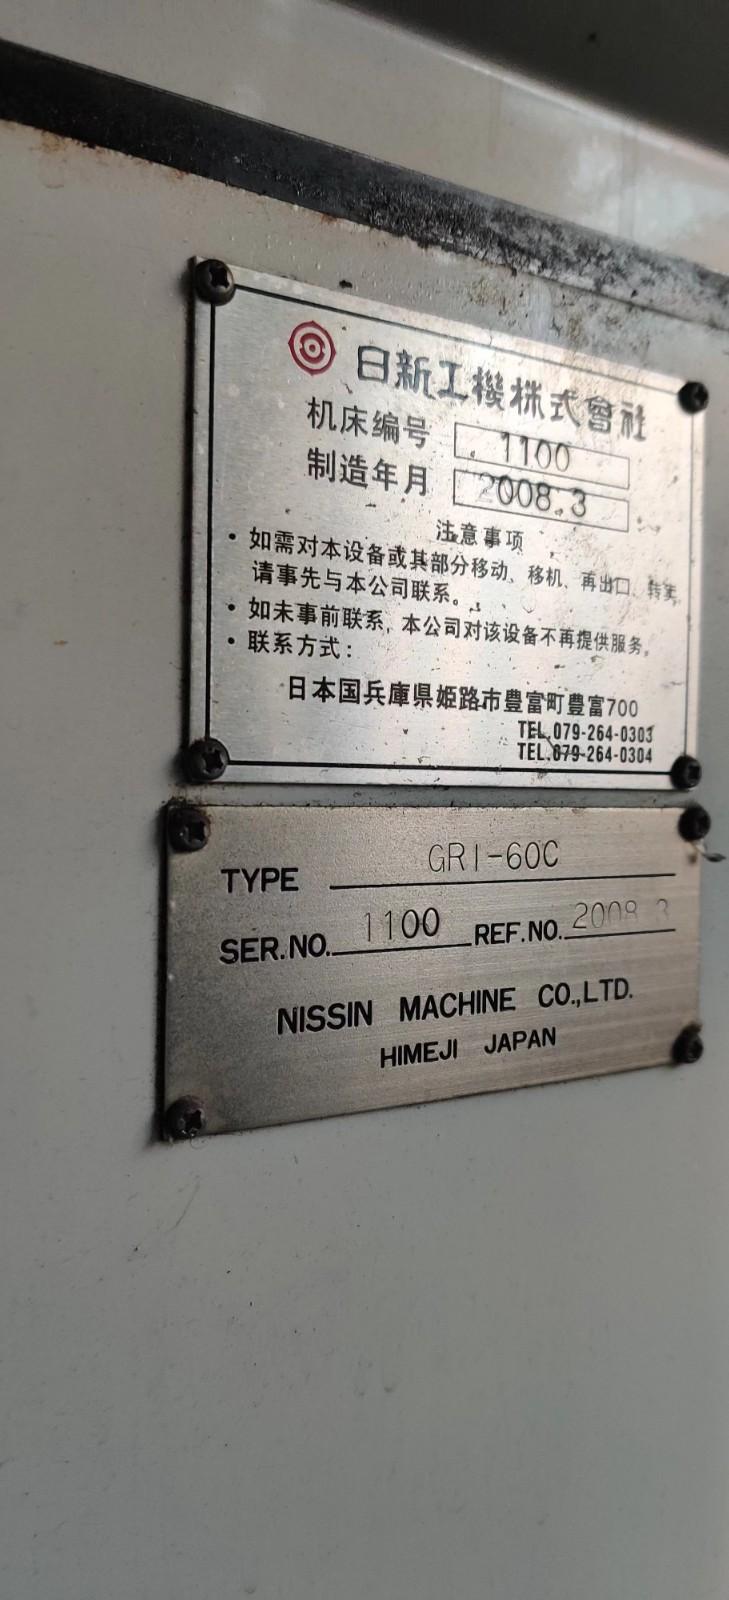 日新工機株式會社
机床编号 1100
制造年月 2008.3
注意事项
• 如需对本设备或其部分移动、移机、再出口、转卖,
请事先与本公司联系。
• 如未事前联系, 本公司对该设备不再提供服务。
• 联系方式:
日本国兵庫県姫路市豊富町豊富700
TEL.079-264-0303
TEL.079-264-0304
TYPE GRI-60C
SER.NO. 1100 REF.NO. 2008.3
NISSIN MACHINE CO.,LTD.
HIMEJI JAPAN